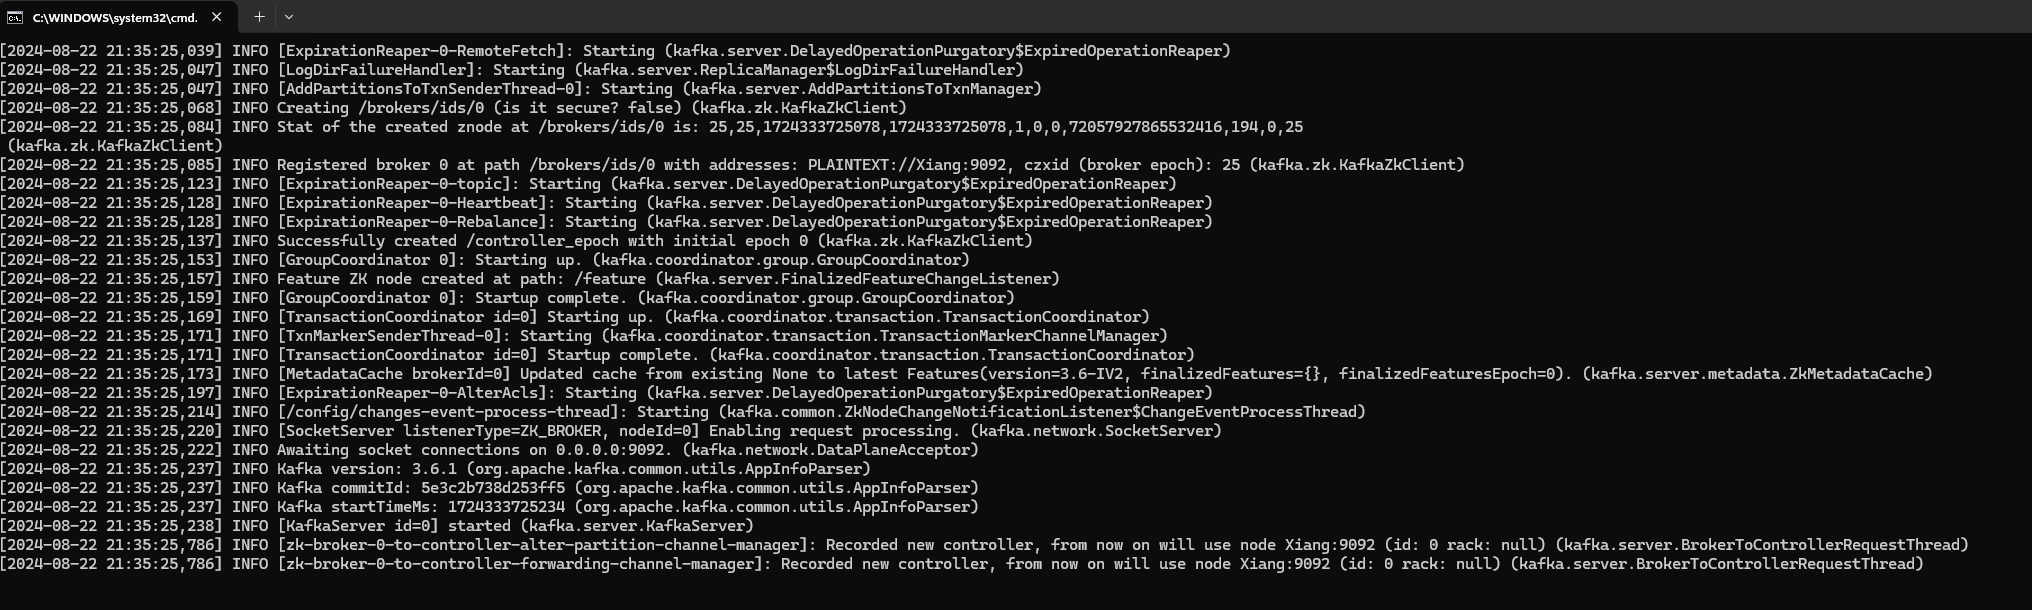 C:\WINDOWS\system32\cmd.
[2024-08-22 21:35:25,039] INFO [ExpirationReaper-0-RemoteFetch]: Starting (kafka.server.DelayedOperationPurgatory$ExpiredOperationReaper)
[2024-08-22 21:35:25,047] INFO [LogDirFailureHandler]: Starting (kafka.server.ReplicaManager$LogDirFailureHandler)
[2024-08-22 21:35:25,047] INFO [AddPartitionsToTxnSenderThread-0]: Starting (kafka.server.AddPartitionsToTxnManager)
[2024-08-22 21:35:25,068] INFO Creating /brokers/ids/0 (is it secure? false) (kafka.zk.KafkaZkClient)
[2024-08-22 21:35:25,084] INFO Stat of the created znode at /brokers/ids/0 is: 25,25,1724333725078,1724333725078,1,0,0,72057927865532416,194,0,25
 (kafka.zk.KafkaZkClient)
[2024-08-22 21:35:25,085] INFO Registered broker 0 at path /brokers/ids/0 with addresses: PLAINTEXT://Xiang:9092, czxid (broker epoch): 25 (kafka.zk.KafkaZkClient)
[2024-08-22 21:35:25,123] INFO [ExpirationReaper-0-topic]: Starting (kafka.server.DelayedOperationPurgatory$ExpiredOperationReaper)
[2024-08-22 21:35:25,128] INFO [ExpirationReaper-0-Heartbeat]: Starting (kafka.server.DelayedOperationPurgatory$ExpiredOperationReaper)
[2024-08-22 21:35:25,128] INFO [ExpirationReaper-0-Rebalance]: Starting (kafka.server.DelayedOperationPurgatory$ExpiredOperationReaper)
[2024-08-22 21:35:25,137] INFO Successfully created /controller_epoch with initial epoch 0 (kafka.zk.KafkaZkClient)
[2024-08-22 21:35:25,153] INFO [GroupCoordinator 0]: Starting up. (kafka.coordinator.group.GroupCoordinator)
[2024-08-22 21:35:25,157] INFO Feature ZK node created at path: /feature (kafka.server.FinalizedFeatureChangeListener)
[2024-08-22 21:35:25,159] INFO [GroupCoordinator 0]: Startup complete. (kafka.coordinator.group.GroupCoordinator)
[2024-08-22 21:35:25,169] INFO [TransactionCoordinator id=0] Starting up. (kafka.coordinator.transaction.TransactionCoordinator)
[2024-08-22 21:35:25,171] INFO [TxnMarkerSenderThread-0]: Starting (kafka.coordinator.transaction.TransactionMarkerChannelManager)
[2024-08-22 21:35:25,171] INFO [TransactionCoordinator id=0] Startup complete. (kafka.coordinator.transaction.TransactionCoordinator)
[2024-08-22 21:35:25,173] INFO [MetadataCache brokerId=0] Updated cache from existing None to latest Features(version=3.6-IV2, finalizedFeatures={}, finalizedFeaturesEpoch=0). (kafka.server.metadata.ZkMetadataCache)
[2024-08-22 21:35:25,197] INFO [ExpirationReaper-0-AlterAcls]: Starting (kafka.server.DelayedOperationPurgatory$ExpiredOperationReaper)
[2024-08-22 21:35:25,214] INFO [/config/changes-event-process-thread]: Starting (kafka.common.ZkNodeChangeNotificationListener$ChangeEventProcessThread)
[2024-08-22 21:35:25,220] INFO [SocketServer listenerType=ZK_BROKER, nodeId=0] Enabling request processing. (kafka.network.SocketServer)
[2024-08-22 21:35:25,222] INFO Awaiting socket connections on 0.0.0.0:9092. (kafka.network.DataPlaneAcceptor)
[2024-08-22 21:35:25,237] INFO Kafka version: 3.6.1 (org.apache.kafka.common.utils.AppInfoParser)
[2024-08-22 21:35:25,237] INFO Kafka commitId: 5e3c2b738d253ff5 (org.apache.kafka.common.utils.AppInfoParser)
[2024-08-22 21:35:25,237] INFO Kafka startTimeMs: 1724333725234 (org.apache.kafka.common.utils.AppInfoParser)
[2024-08-22 21:35:25,238] INFO [KafkaServer id=0] started (kafka.server.KafkaServer)
[2024-08-22 21:35:25,786] INFO [zk-broker-0-to-controller-alter-partition-channel-manager]: Recorded new controller, from now on will use node Xiang:9092 (id: 0 rack: null) (kafka.server.BrokerToControllerRequestThread)
[2024-08-22 21:35:25,786] INFO [zk-broker-0-to-controller-forwarding-channel-manager]: Recorded new controller, from now on will use node Xiang:9092 (id: 0 rack: null) (kafka.server.BrokerToControllerRequestThread)